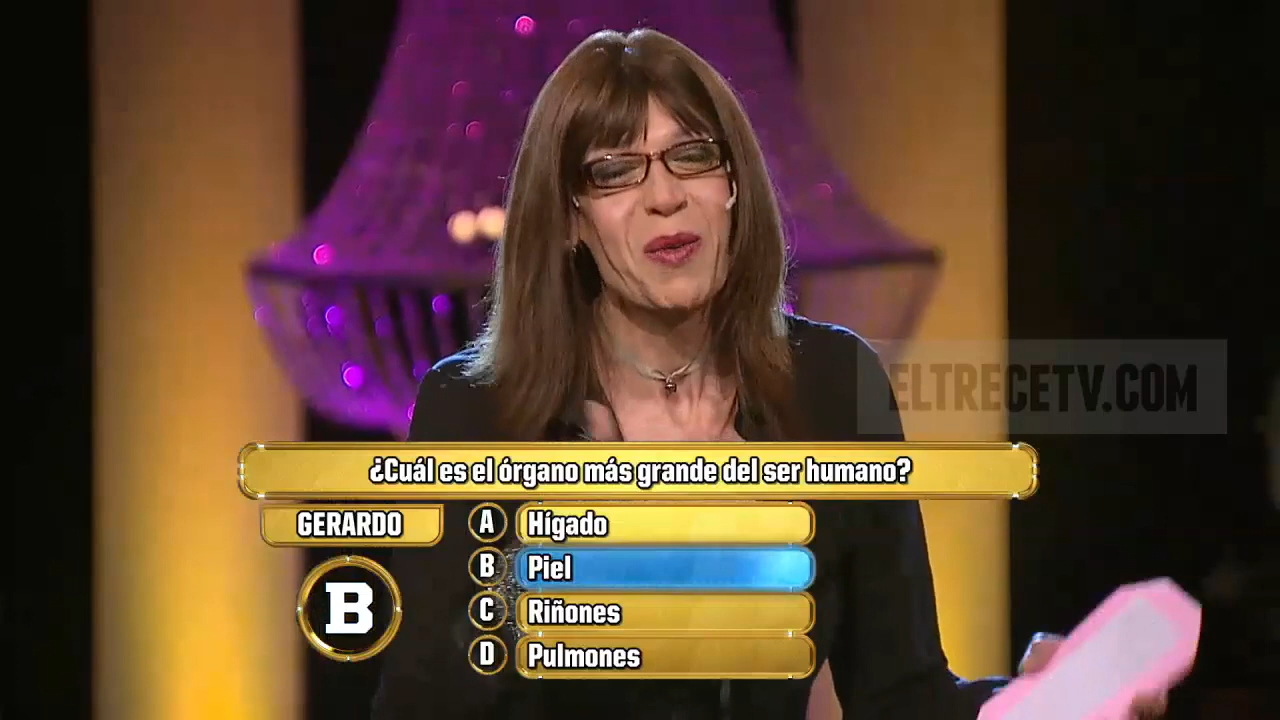 ELTRECETV.COM
¿Cuál es el órgano más grande del ser humano?
GERARDO
B
A Hígado
B Piel
C Riñones
D Pulmones